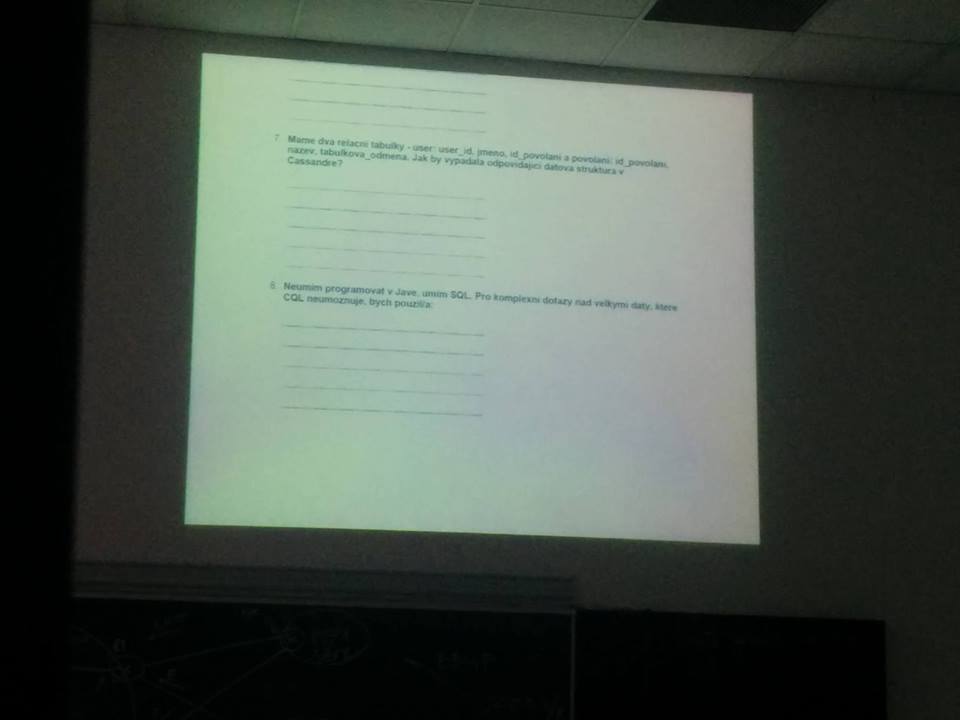 7. Mame dva relacni tabulky - user: user_id, jmeno, id_povolani a povolani: id_povolani,
nazev, tabulkova_odmena. Jak by vypadala odpovidajici datova struktura v
Cassandre?
8. Neumim programovat v Jave, umim SQL. Pro komplexni dotazy nad velkymi daty, ktere
CQL neumoznuje, bych pouzil/a: